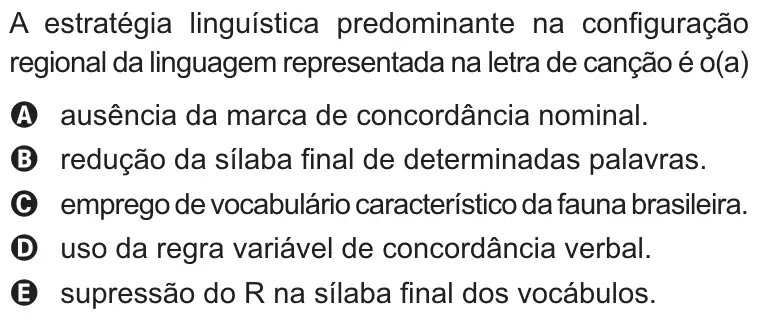 A estratégia linguística predominante na configuração
regional da linguagem representada na letra de canção é o(a)
A ausência da marca de concordância nominal.
B redução da sílaba final de determinadas palavras.
C emprego de vocabulário característico da fauna brasileira.
D uso da regra variável de concordância verbal.
E supressão do R na sílaba final dos vocábulos.